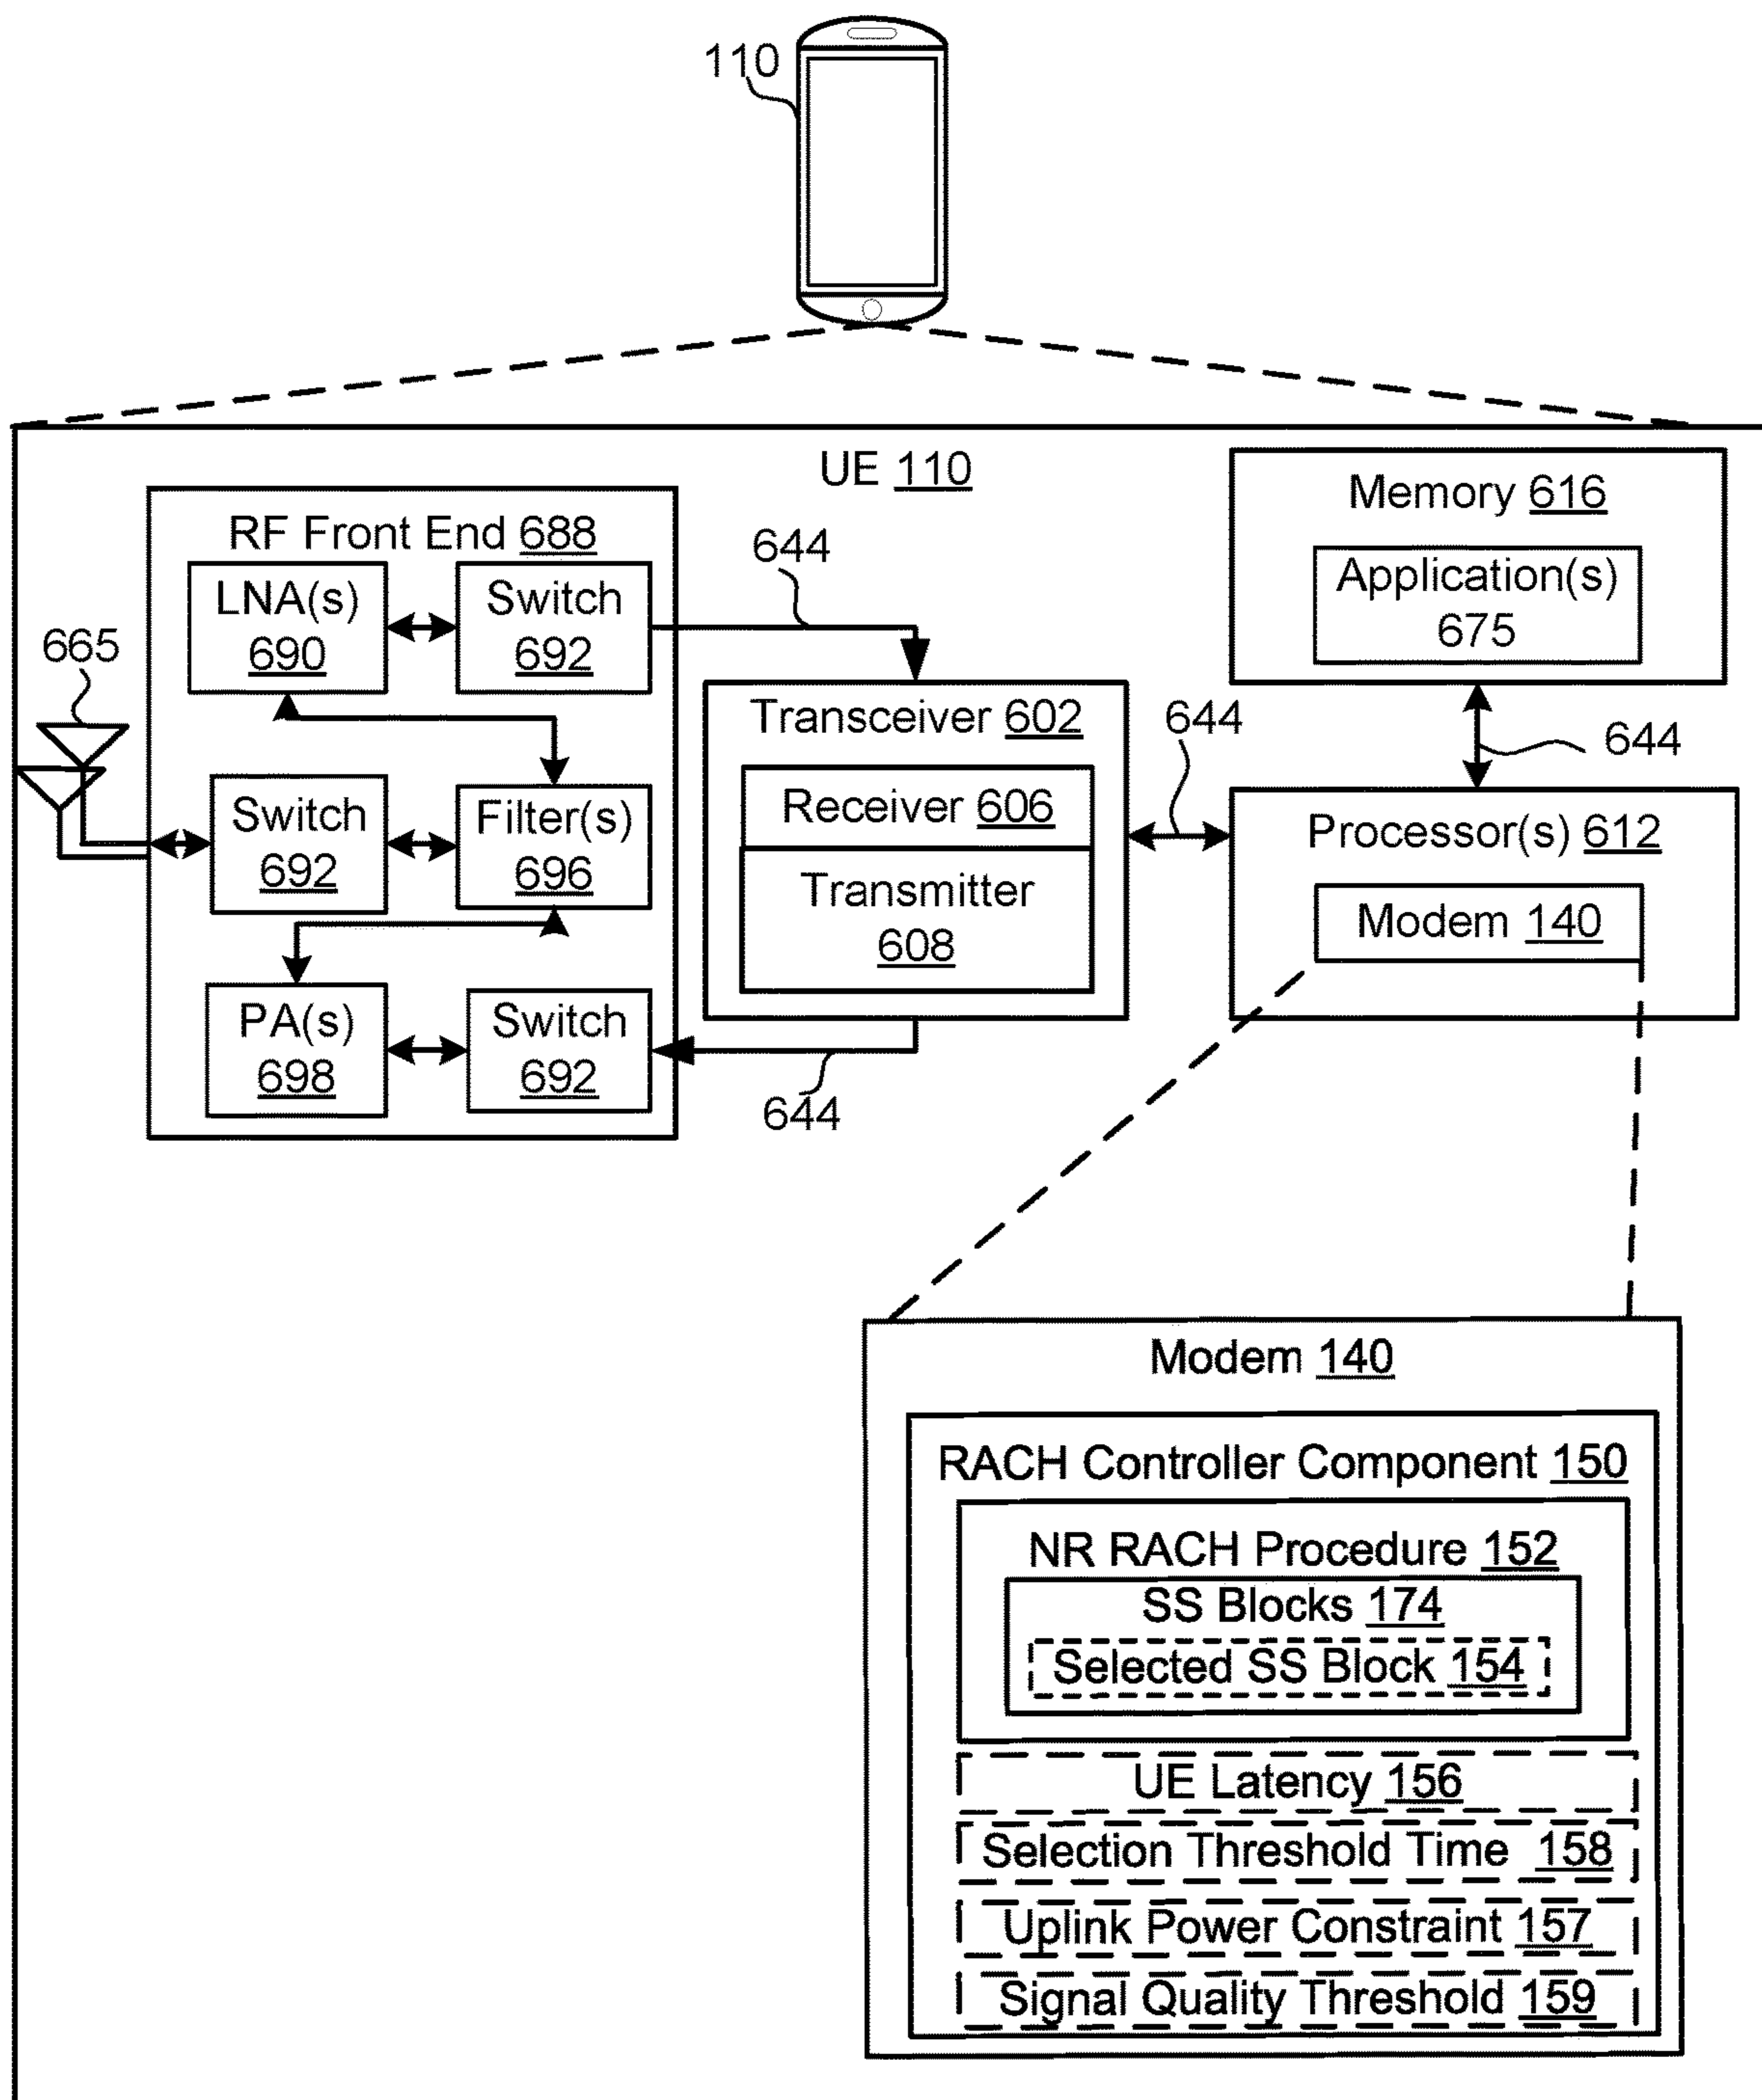 110
UE 110
RF Front End 688
LNA(s)
690
Switch
692
644
665
Switch
692
Filter(s)
696
PA(s)
698
Switch
692
644
Transceiver 602
Receiver 606
Transmitter
608
644
Memory 616
Application(s)
675
644
Processor(s) 612
Modem 140
Modem 140
RACH Controller Component 150
NR RACH Procedure 152
SS Blocks 174
Selected SS Block 154
UE Latency 156
Selection Threshold Time 158
Uplink Power Constraint 157
Signal Quality Threshold 159